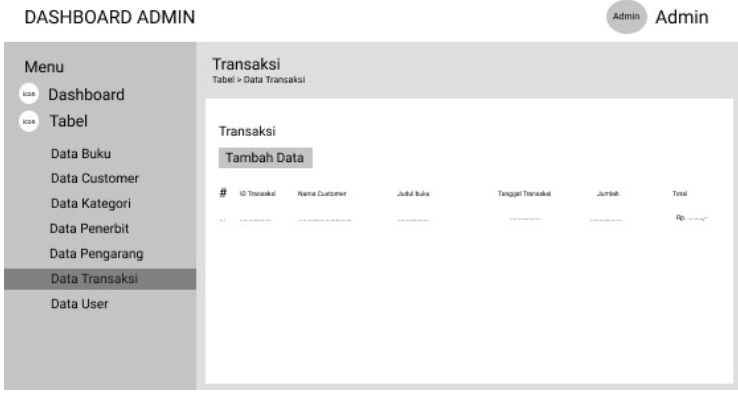 DASHBOARD ADMIN
Admin
Admin
Menu
icon
Dashboard
icon
Tabel
Data Buku
Data Customer
Data Kategori
Data Penerbit
Data Pengarang
Data Transaksi
Data User
Transaksi
Tabel > Data Transaksi
Transaksi
Tambah Data
# ID Transaksi Nama Customer Judul buku Tanggal Transaksi Jumlah Total
.. ............... ........................ ................ ................ ................ Rp. ........,-